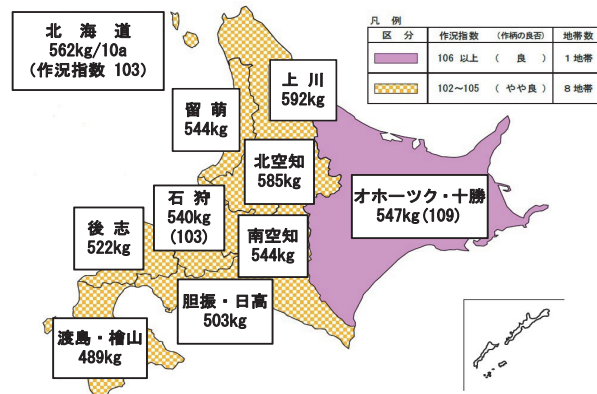 北海道
562kg/10a
(作況指数 103)
凡例
区分 作況指数 (作柄の良否) 地帯数
106 以上 ( 良 ) 1地帯
102~105 ( やや良 ) 8地帯
上川
592kg
留萌
544kg
北空知
585kg
石狩
540kg
(103)
オホーツク・十勝
547kg(109)
後志
522kg
南空知
544kg
胆振・日高
503kg
渡島・檜山
489kg